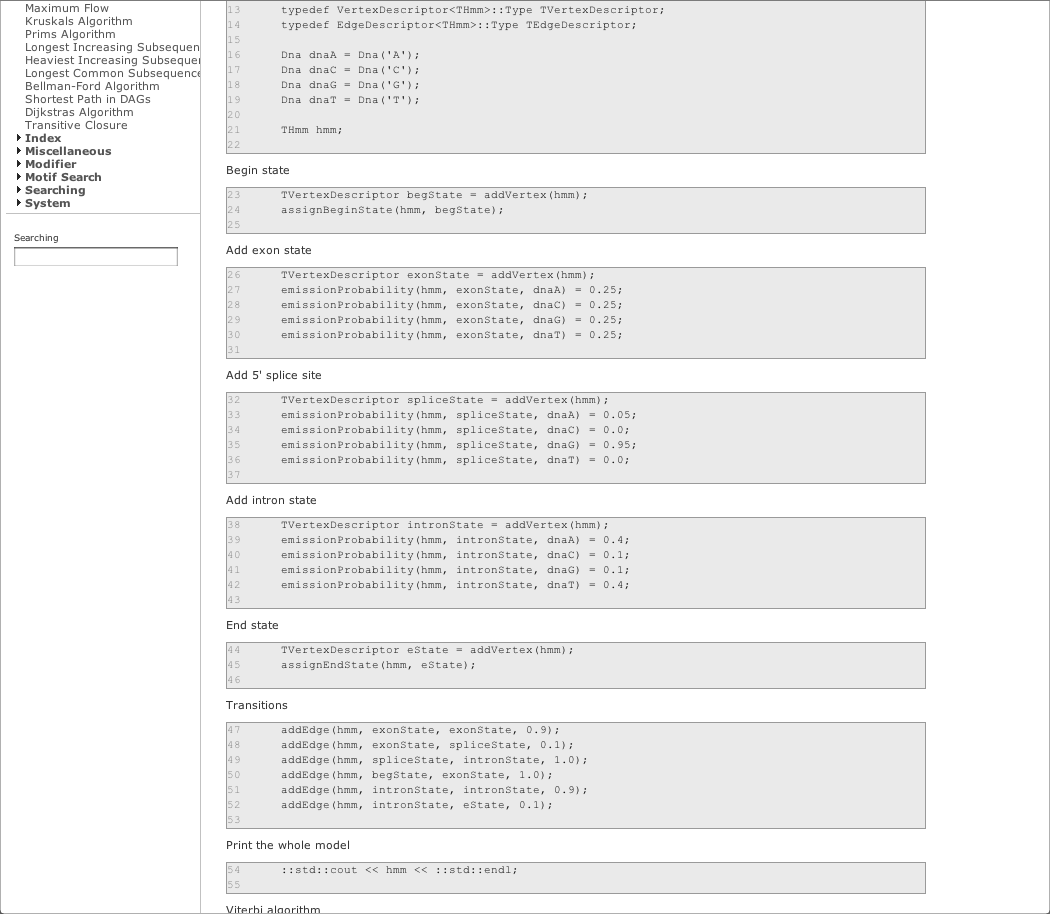 Maximum Flow
Kruskals Algorithm
Prims Algorithm
Longest Increasing Subsequen
Heaviest Increasing Subseque
Longest Common Subsequence
Bellman-Ford Algorithm
Shortest Path in DAGs
Dijkstras Algorithm
Transitive Closure
Index
Miscellaneous
Modifier
Motif Search
Searching
System
Searching
13 typedef VertexDescriptor<THmm>::Type TVertexDescriptor;
14 typedef EdgeDescriptor<THmm>::Type TEdgeDescriptor;
15
16 Dna dnaA = Dna('A');
17 Dna dnaC = Dna('C');
18 Dna dnaG = Dna('G');
19 Dna dnaT = Dna('T');
20
21 THmm hmm;
22
Begin state
23 TVertexDescriptor begState = addVertex(hmm);
24 assignBeginState(hmm, begState);
25
Add exon state
26 TVertexDescriptor exonState = addVertex(hmm);
27 emissionProbability(hmm, exonState, dnaA) = 0.25;
28 emissionProbability(hmm, exonState, dnaC) = 0.25;
29 emissionProbability(hmm, exonState, dnaG) = 0.25;
30 emissionProbability(hmm, exonState, dnaT) = 0.25;
31
Add 5' splice site
32 TVertexDescriptor spliceState = addVertex(hmm);
33 emissionProbability(hmm, spliceState, dnaA) = 0.05;
34 emissionProbability(hmm, spliceState, dnaC) = 0.0;
35 emissionProbability(hmm, spliceState, dnaG) = 0.95;
36 emissionProbability(hmm, spliceState, dnaT) = 0.0;
37
Add intron state
38 TVertexDescriptor intronState = addVertex(hmm);
39 emissionProbability(hmm, intronState, dnaA) = 0.4;
40 emissionProbability(hmm, intronState, dnaC) = 0.1;
41 emissionProbability(hmm, intronState, dnaG) = 0.1;
42 emissionProbability(hmm, intronState, dnaT) = 0.4;
43
End state
44 TVertexDescriptor eState = addVertex(hmm);
45 assignEndState(hmm, eState);
46
Transitions
47 addEdge(hmm, exonState, exonState, 0.9);
48 addEdge(hmm, exonState, spliceState, 0.1);
49 addEdge(hmm, spliceState, intronState, 1.0);
50 addEdge(hmm, begState, exonState, 1.0);
51 addEdge(hmm, intronState, intronState, 0.9);
52 addEdge(hmm, intronState, eState, 0.1);
53
Print the whole model
54 ::std::cout << hmm << ::std::endl;
55
Viterbi algorithm